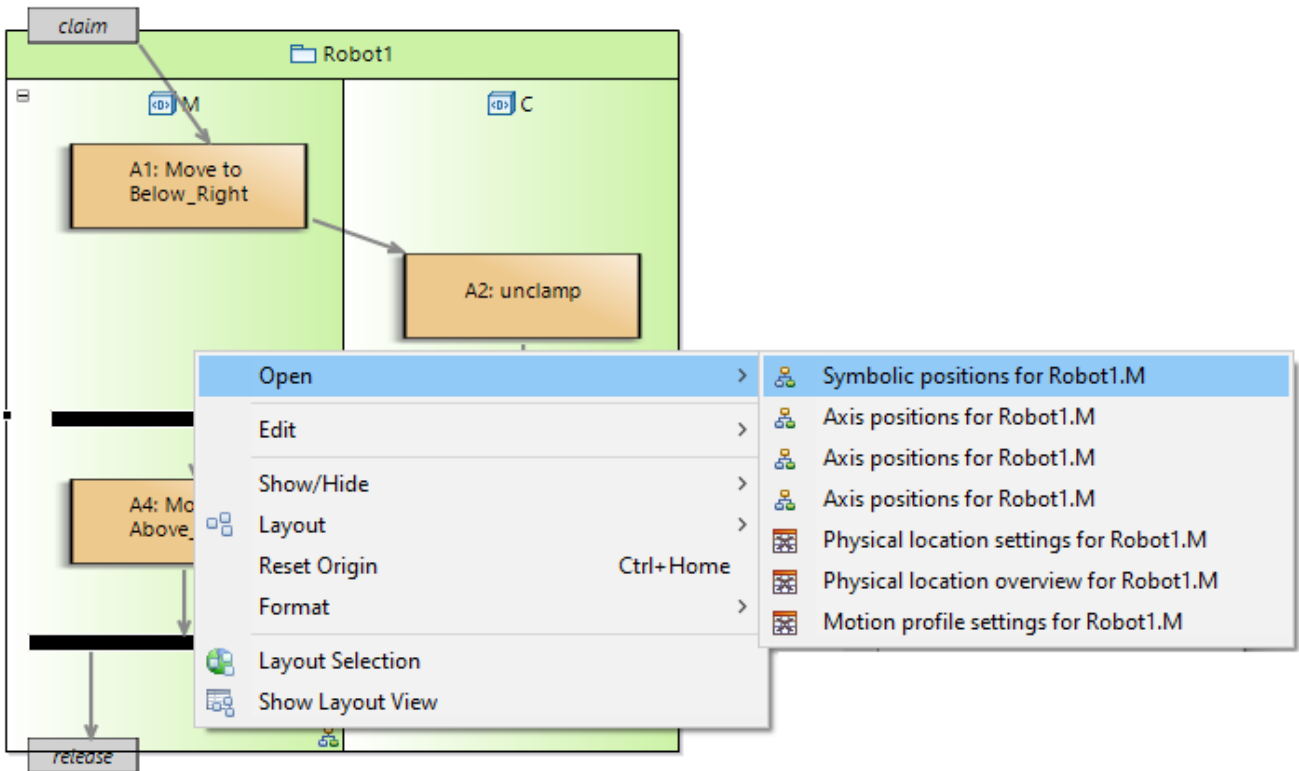 claim
Robot1
M
C
A1: Move to
Below_Right
A2: unclamp
Open
Edit
Show/Hide
Layout
Reset Origin Ctrl+Home
Format
Layout Selection
Show Layout View
Symbolic positions for Robot1.M
Axis positions for Robot1.M
Axis positions for Robot1.M
Axis positions for Robot1.M
Physical location settings for Robot1.M
Physical location overview for Robot1.M
Motion profile settings for Robot1.M
A4: Mo
Above_
release